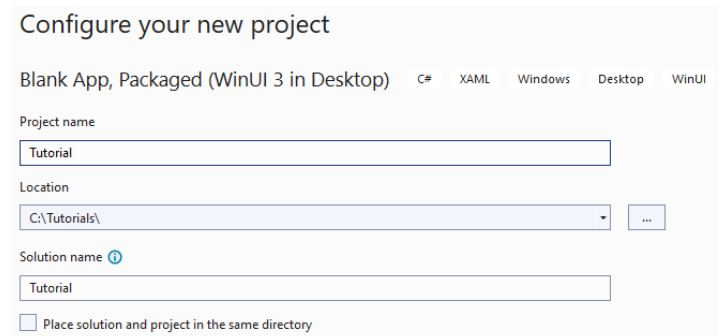 Configure your new project
Blank App, Packaged (WinUI 3 in Desktop) C# XAML Windows Desktop WinUI
Project name
Tutorial
Location
C:\Tutorials\
...
Solution name
Tutorial
Place solution and project in the same directory